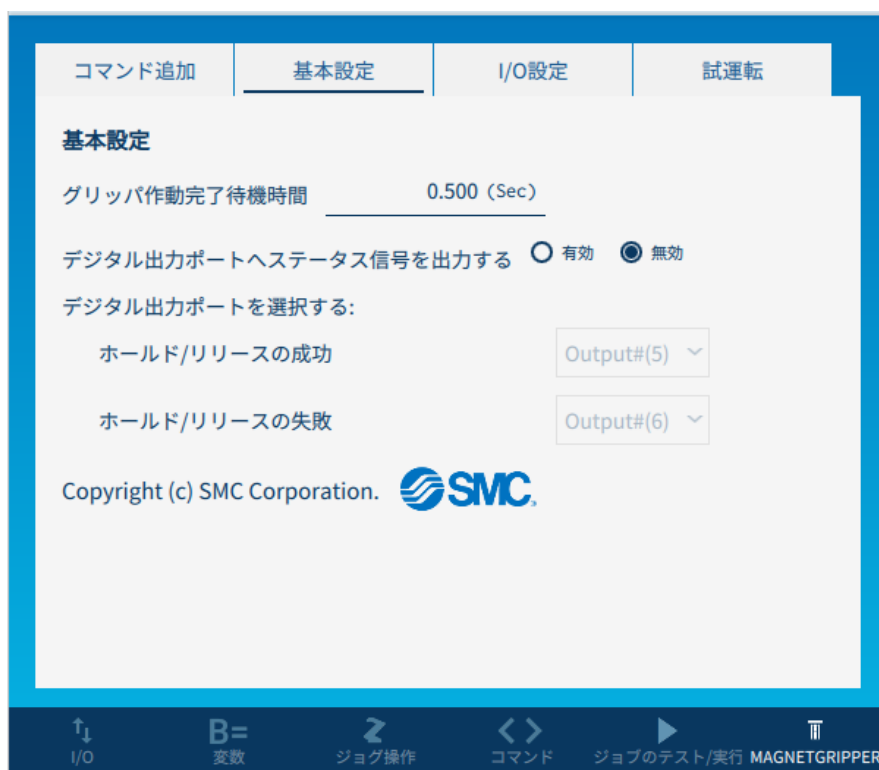 コマンド追加 基本設定 I/O設定 試運転
基本設定
グリッパ作動完了待機時間 0.500 (Sec)
デジタル出力ポートへステータス信号を出力する 有効 無効
デジタル出力ポートを選択する:
ホールド/リリースの成功 Output#(5)
ホールド/リリースの失敗 Output#(6)
Copyright (c) SMC Corporation. SMC
I/O B= 変数 ジョグ操作 コマンド ジョブのテスト/実行 MAGNETGRIPPER